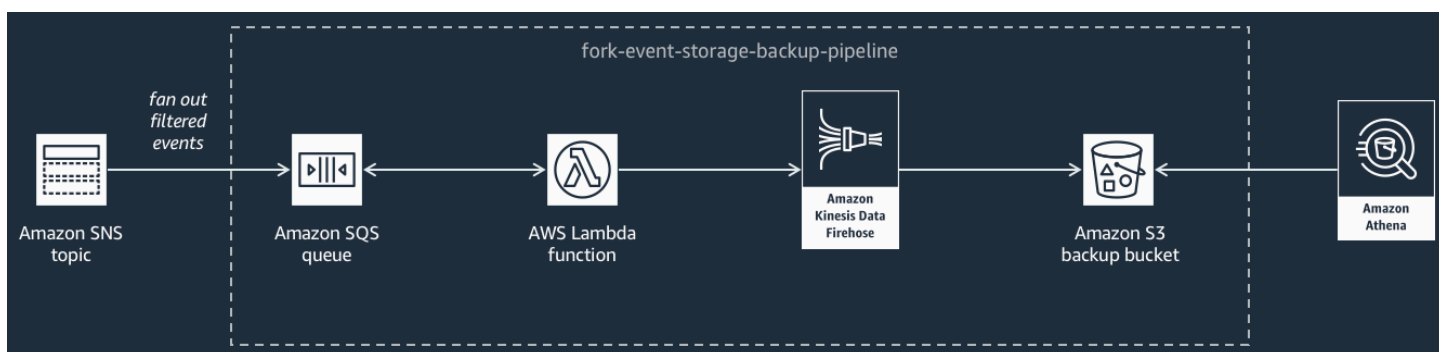 fork-event-storage-backup-pipeline
fan out
filtered
events
Amazon SNS
topic
Amazon SQS
queue
AWS Lambda
function
Amazon
Kinesis Data
Firehose
Amazon S3
backup bucket
Amazon
Athena